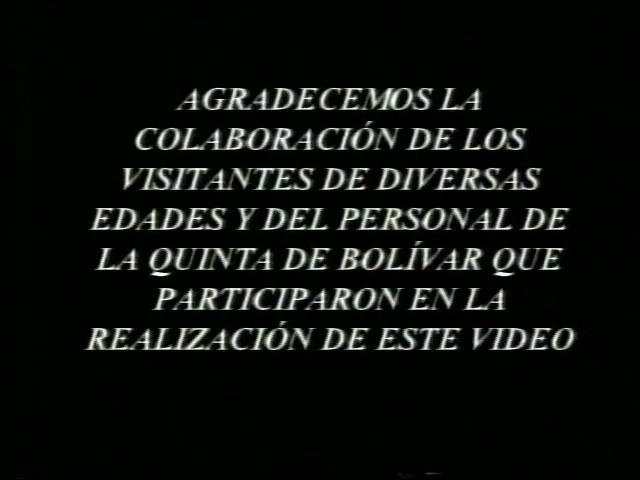 AGRADECEMOS LA
COLABORACIÓN DE LOS
VISITANTES DE DIVERSAS
EDADES Y DEL PERSONAL DE
LA QUINTA DE BOLÍVAR QUE
PARTICIPARON EN LA
REALIZACIÓN DE ESTE VIDEO